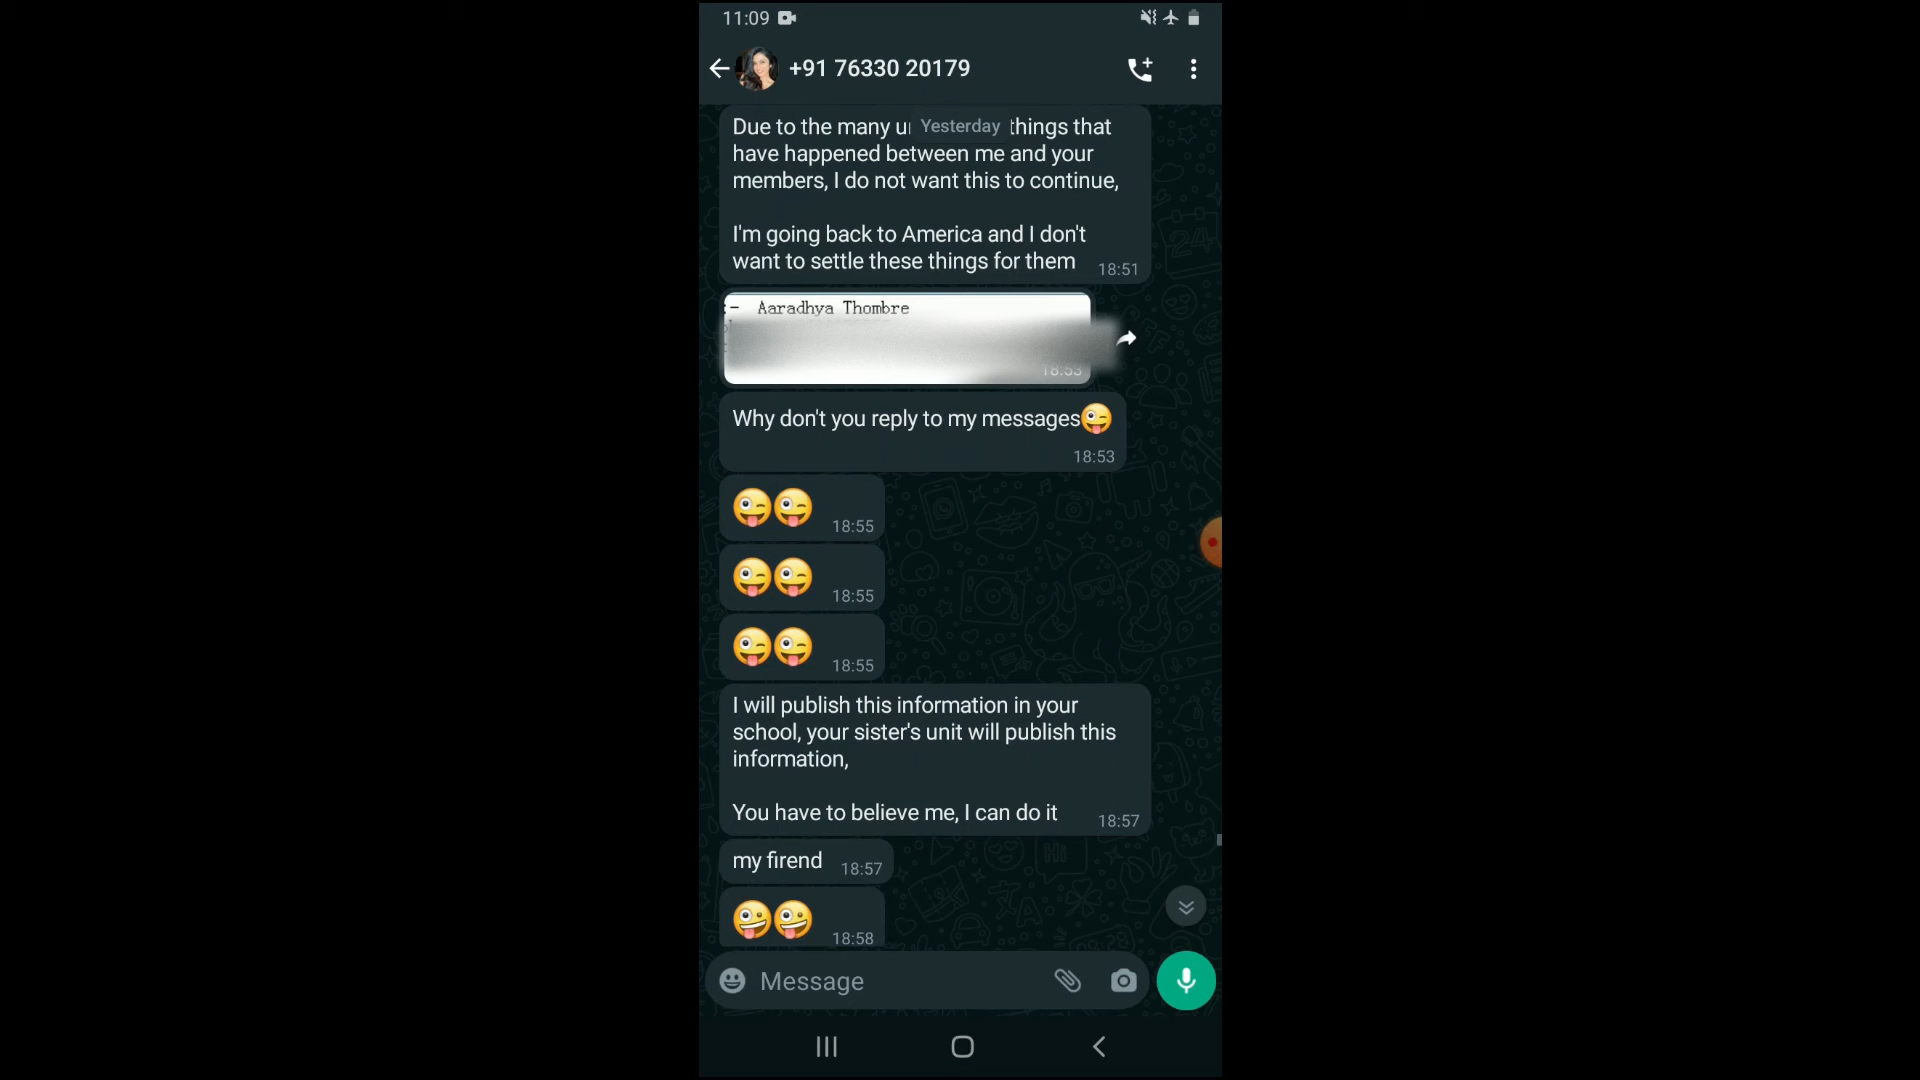 11:09
+91 76330 20179
Yesterday
Due to the many things that
have happened between me and your
members, I do not want this to continue,
I'm going back to America and I don't
want to settle these things for them 18:51
:- Aaradhya Thombre
18:53
Why don't you reply to my messages😜
18:53
😜😜 18:55
😜😜 18:55
😜😜 18:55
I will publish this information in your
school, your sister's unit will publish this
information,
You have to believe me, I can do it 18:57
my firend 18:57
🤪🤪 18:58
Message